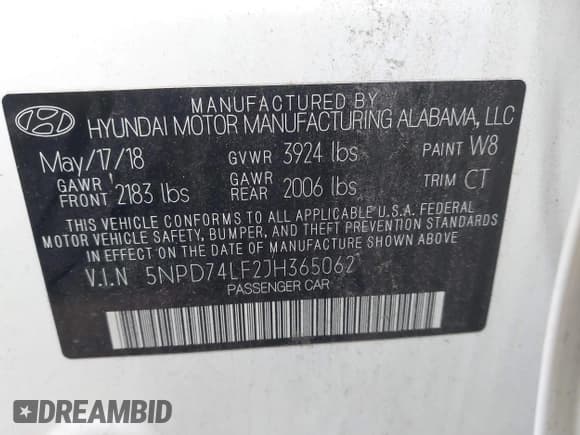 MANUFACTURED BY
HYUNDAI MOTOR MANUFACTURING ALABAMA, LLC
May/17/18 GVWR 3924 lbs PAINT W8
GAWR FRONT 2183 lbs GAWR REAR 2006 lbs TRIM CT
THIS VEHICLE CONFORMS TO ALL APPLICABLE U.S.A. FEDERAL
MOTOR VEHICLE SAFETY, BUMPER, AND THEFT PREVENTION STANDARDS
IN EFFECT ON THE DATE OF MANUFACTURE SHOWN ABOVE.
V.I.N 5NPD74LF2JH365062
PASSENGER CAR
DREAMBID